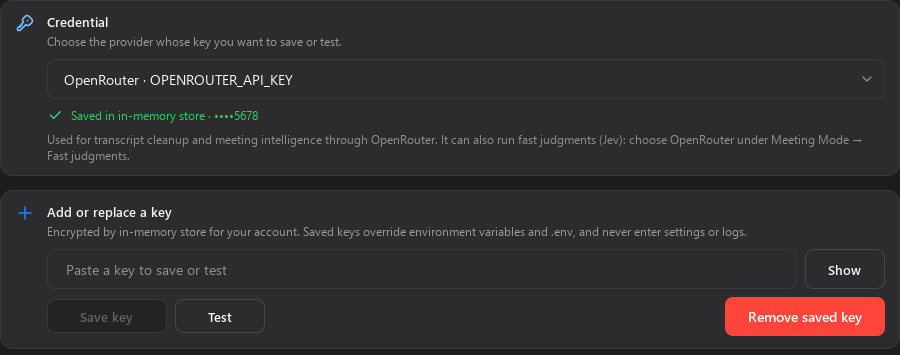 Credential
Choose the provider whose key you want to save or test.
OpenRouter · OPENROUTER_API_KEY
Saved in in-memory store · ••••5678
Used for transcript cleanup and meeting intelligence through OpenRouter. It can also run fast judgments (Jev): choose OpenRouter under Meeting Mode →
Fast judgments.
Add or replace a key
Encrypted by in-memory store for your account. Saved keys override environment variables and .env, and never enter settings or logs.
Paste a key to save or test
Show
Save key
Test
Remove saved key